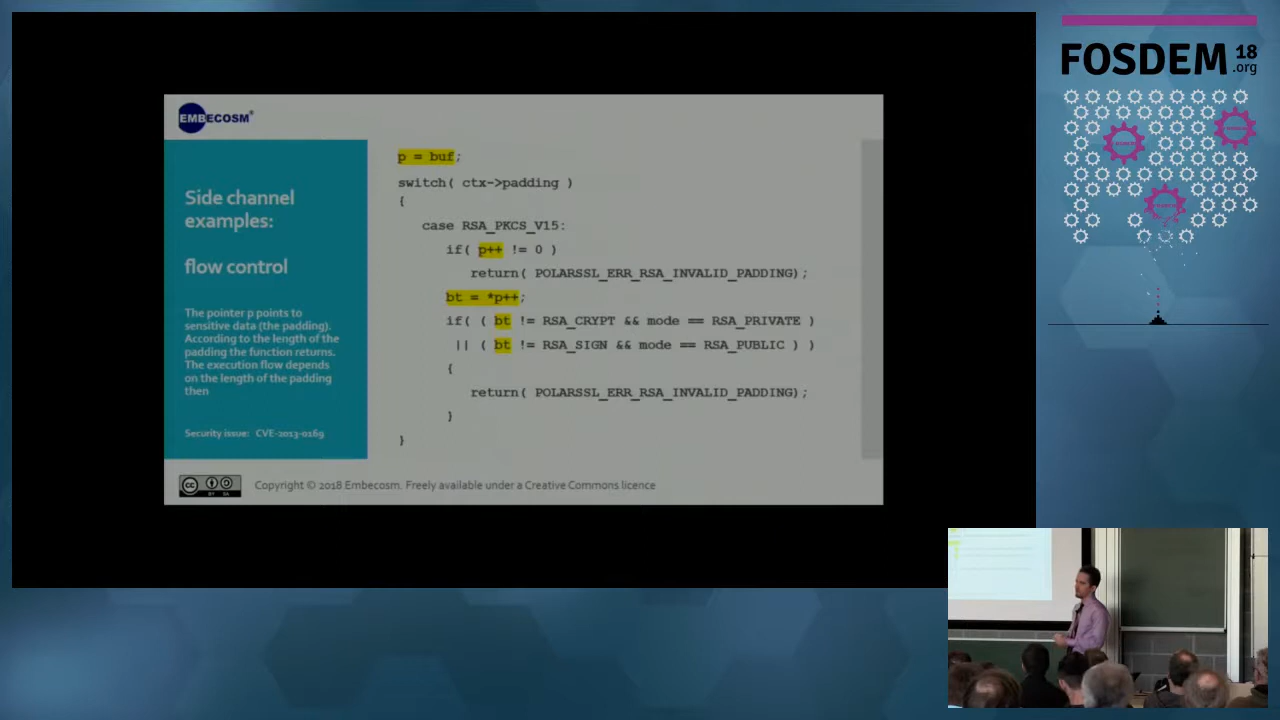 EMBECOSM®
Side channel
examples:
flow control
The pointer p points to
sensitive data (the padding).
According to the length of the
padding the function returns.
The execution flow depends
on the length of the padding
then
Security issue: CVE-2013-0169
p = buf;
switch( ctx->padding )
{
case RSA_PKCS_V15:
if( p++ != 0 )
return( POLARSSL_ERR_RSA_INVALID_PADDING);
bt = *p++;
if( ( bt != RSA_CRYPT && mode == RSA_PRIVATE )
|| ( bt != RSA_SIGN && mode == RSA_PUBLIC ) )
{
return( POLARSSL_ERR_RSA_INVALID_PADDING);
}
}
cc BY SA
Copyright © 2018 Embecosm. Freely available under a Creative Commons licence
FOSDEM 18
.org